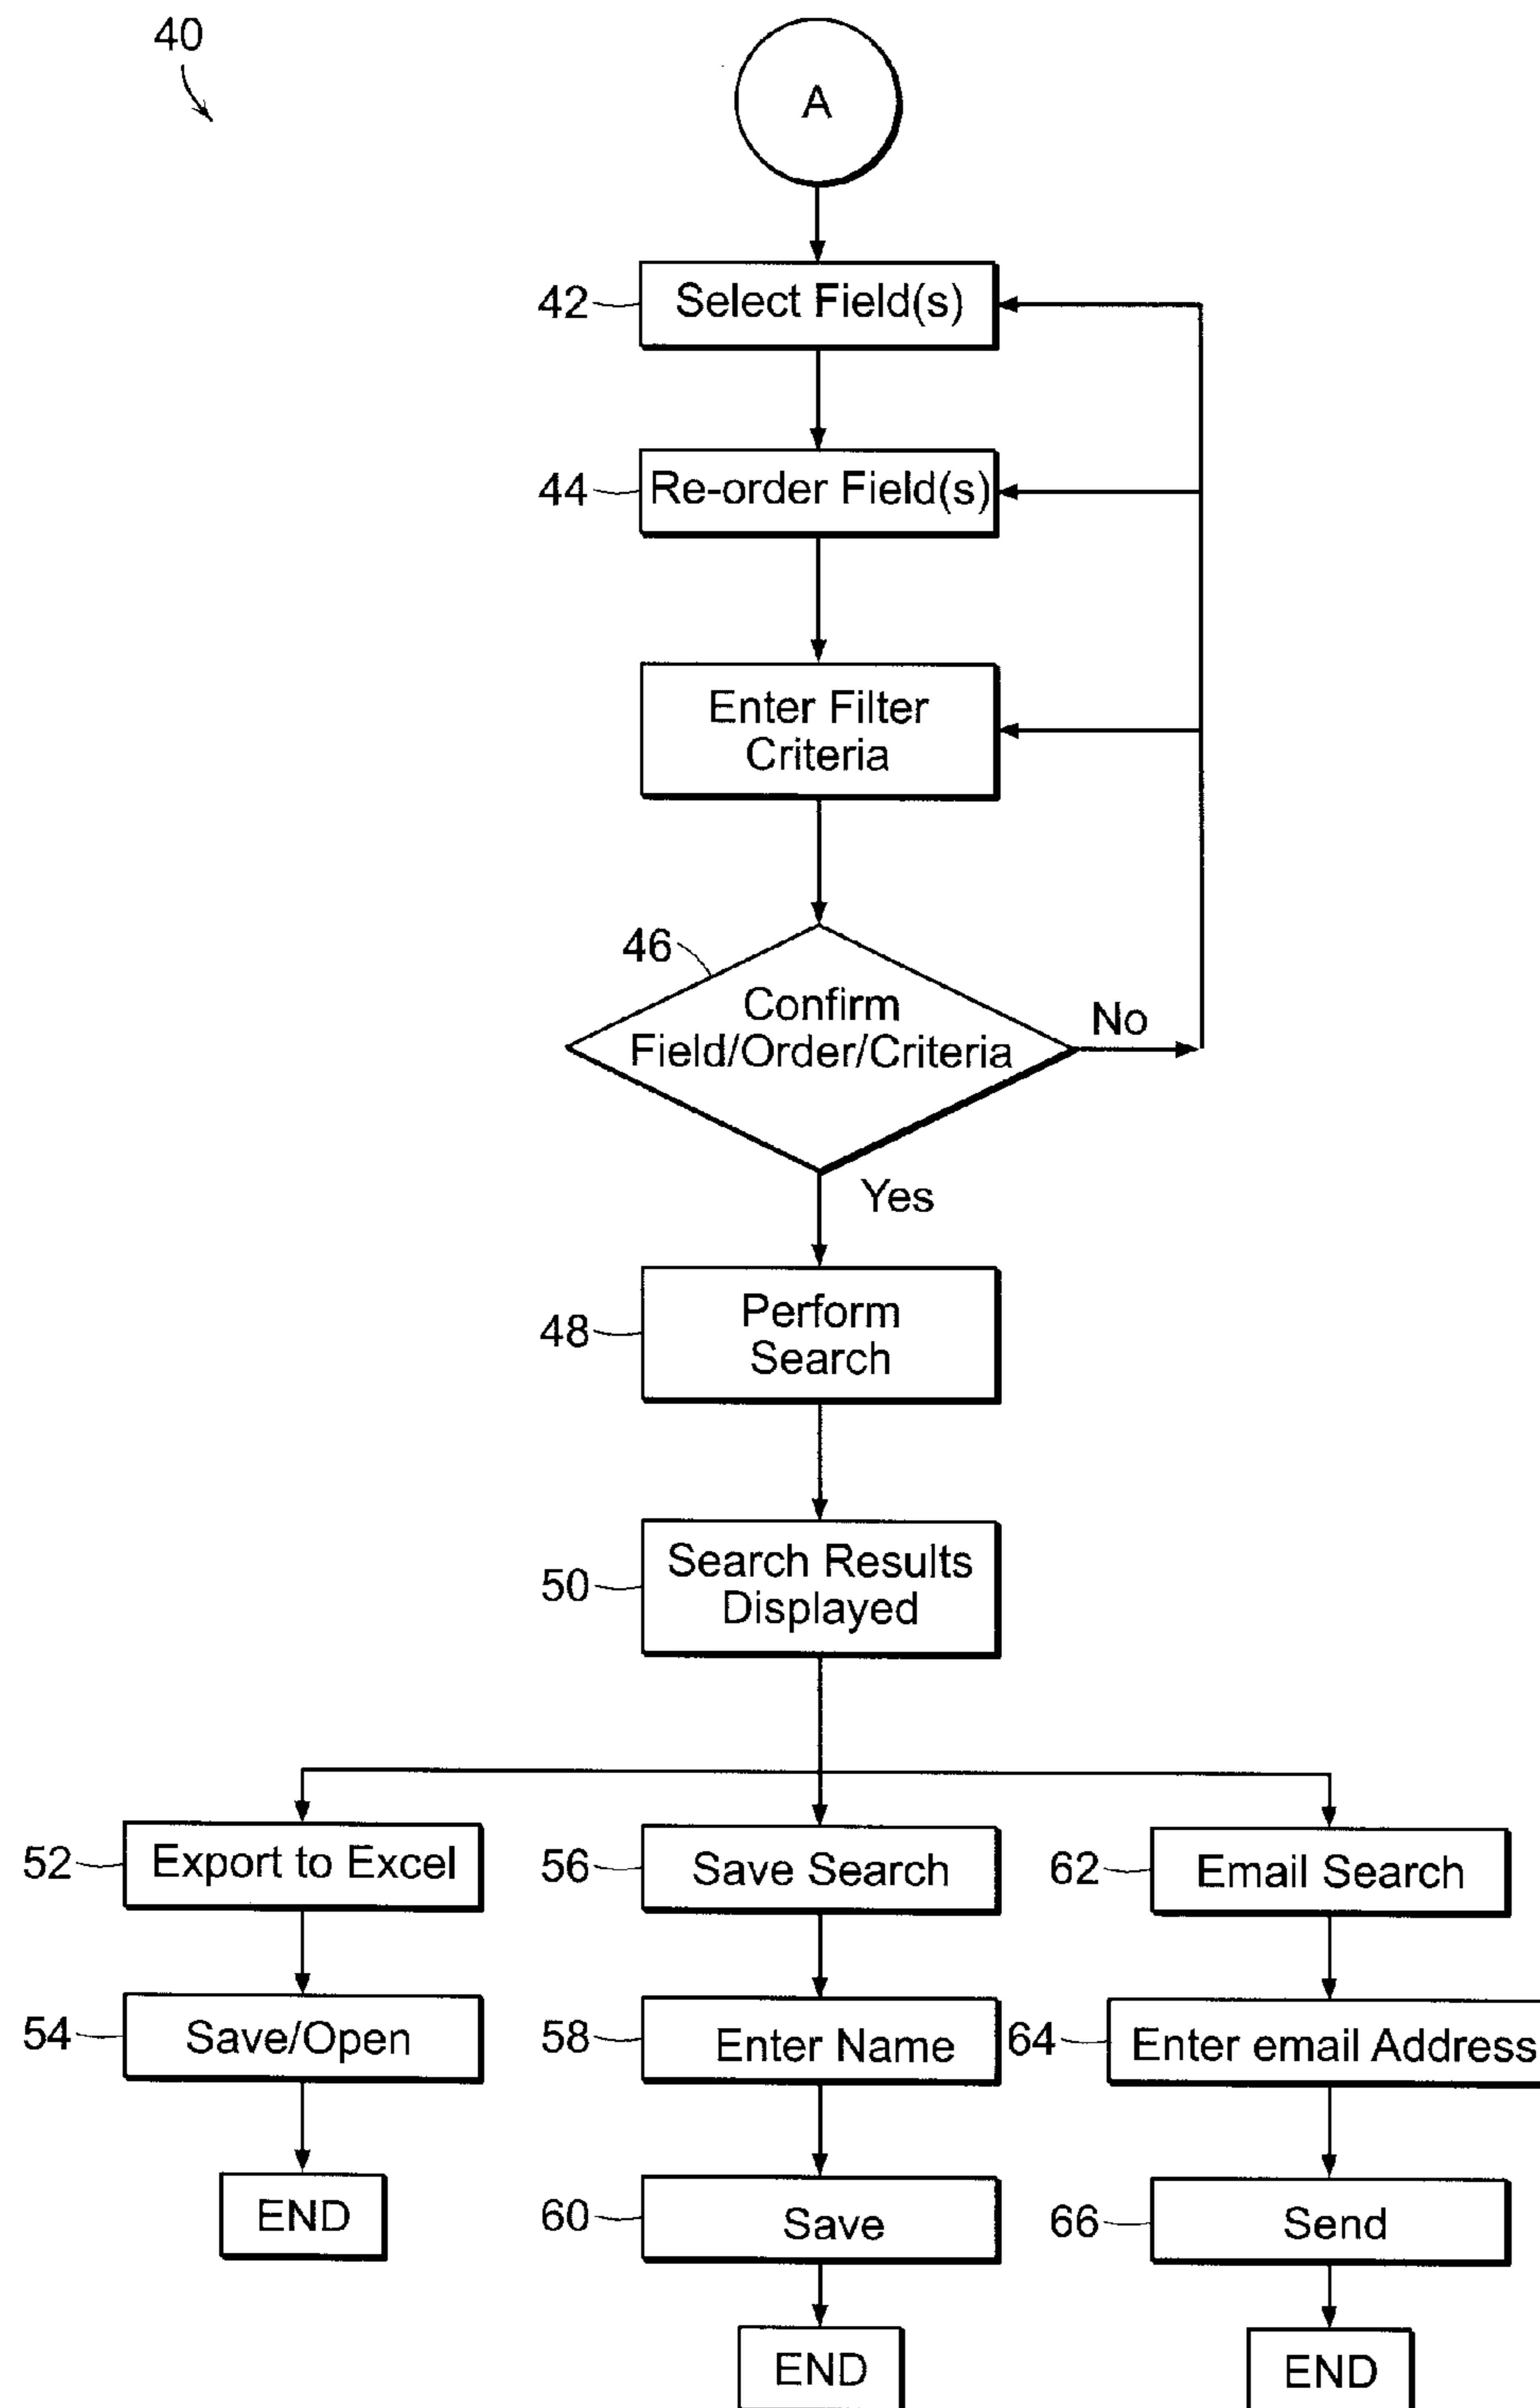 40
A
42
Select Field(s)
44
Re-order Field(s)
Enter Filter
Criteria
46
Confirm
Field/Order/Criteria
No
Yes
48
Perform
Search
50
Search Results
Displayed
52
Export to Excel
56
Save Search
62
Email Search
54
Save/Open
58
Enter Name
64
Enter email Address
END
60
Save
66
Send
END
END